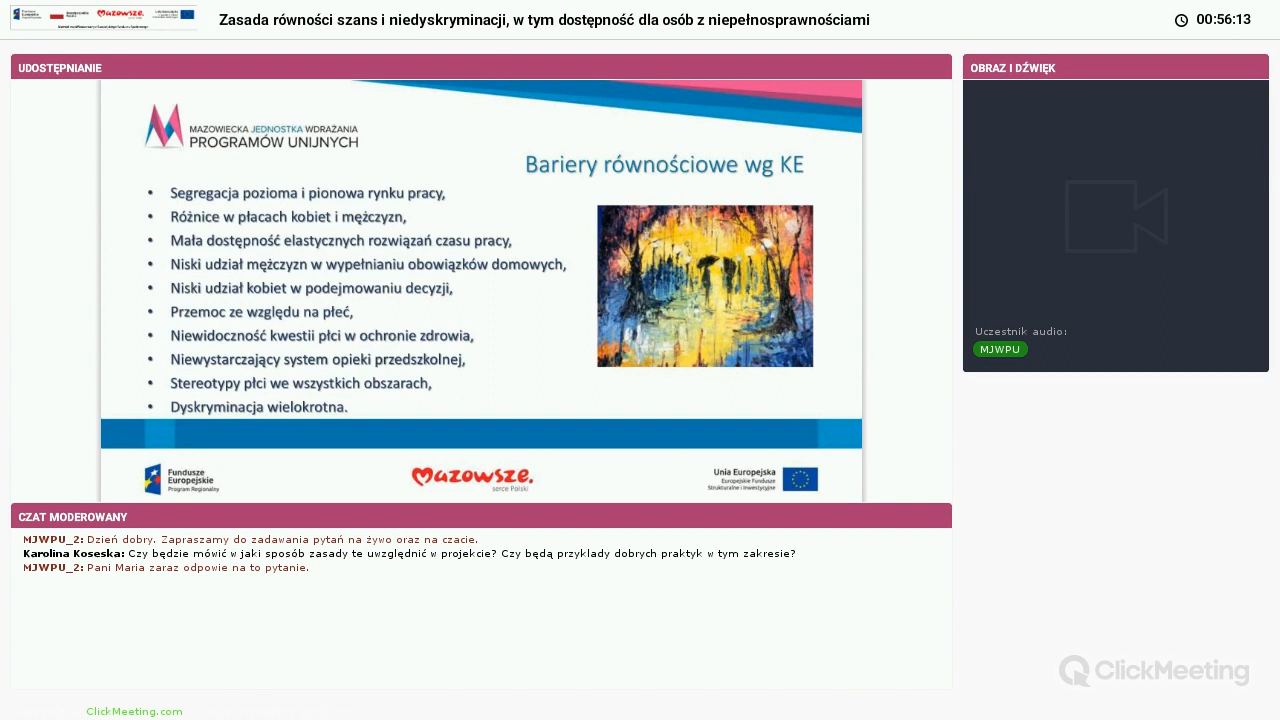 Fundusze
Europejskie
mazowsze.
serce Polski
Zasada równości szans i niedyskryminacji, w tym dostępność dla osób z niepełnosprawnościami
00:56:13
UDOSTĘPNIANIE
MAZOWIECKA JEDNOSTKA WDRAŻANIA
PROGRAMÓW UNIJNYCH
Bariery równościowe wg KE
• Segregacja pozioma i pionowa rynku pracy,
• Różnice w płacach kobiet i mężczyzn,
• Mała dostępność elastycznych rozwiązań czasu pracy,
• Niski udział mężczyzn w wypełnianiu obowiązków domowych,
• Niski udział kobiet w podejmowaniu decyzji,
• Przemoc ze względu na płeć,
• Niewidoczność kwestii płci w ochronie zdrowia,
• Niewystarczający system opieki przedszkolnej,
• Stereotypy płci we wszystkich obszarach,
• Dyskryminacja wielokrotna.
Fundusze
Europejskie
Program Regionalny
mazowsze.
serce Polski
Unia Europejska
Europejskie Fundusze
Strukturalne i Inwestycyjne
OBRAZ I DŹWIĘK
Uczestnik audio:
MJWPU
CZAT MODEROWANY
MJWPU_2: Dzień dobry. Zapraszamy do zadawania pytań na żywo oraz na czacie.
Karolina Koseska: Czy będzie mówić w jaki sposób zasady te uwzględnić w projekcie? Czy będą przyklady dobrych praktyk w tym zakresie?
MJWPU_2: Pani Maria zaraz odpowie na to pytanie.
ClickMeeting
ClickMeeting.com